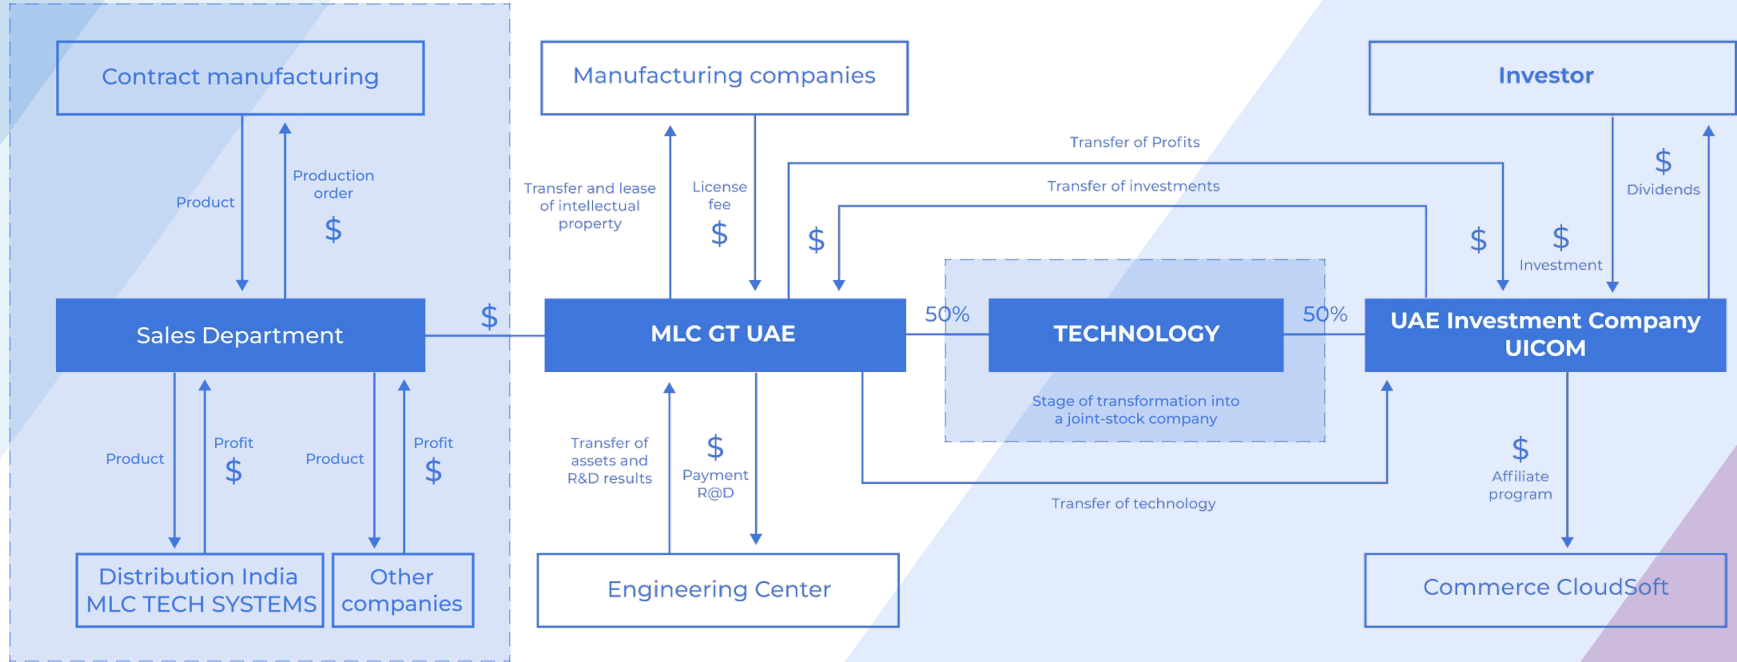 Contract manufacturing
Manufacturing companies
Investor
Product
Production
order
$
Transfer and lease
of intellectual
property
License
fee
$
$
Transfer of Profits
Transfer of investments
$
$
Investment
$
Dividends
Sales Department
$
MLC GT UAE
50%
TECHNOLOGY
50%
UAE Investment Company
UICOM
Stage of transformation into
a joint-stock company
Product
Profit
$
Product
Profit
$
Transfer of
assets and
R&D results
$
Payment
R@D
Transfer of technology
$
Affiliate
program
Distribution India
MLC TECH SYSTEMS
Other
companies
Engineering Center
Commerce CloudSoft